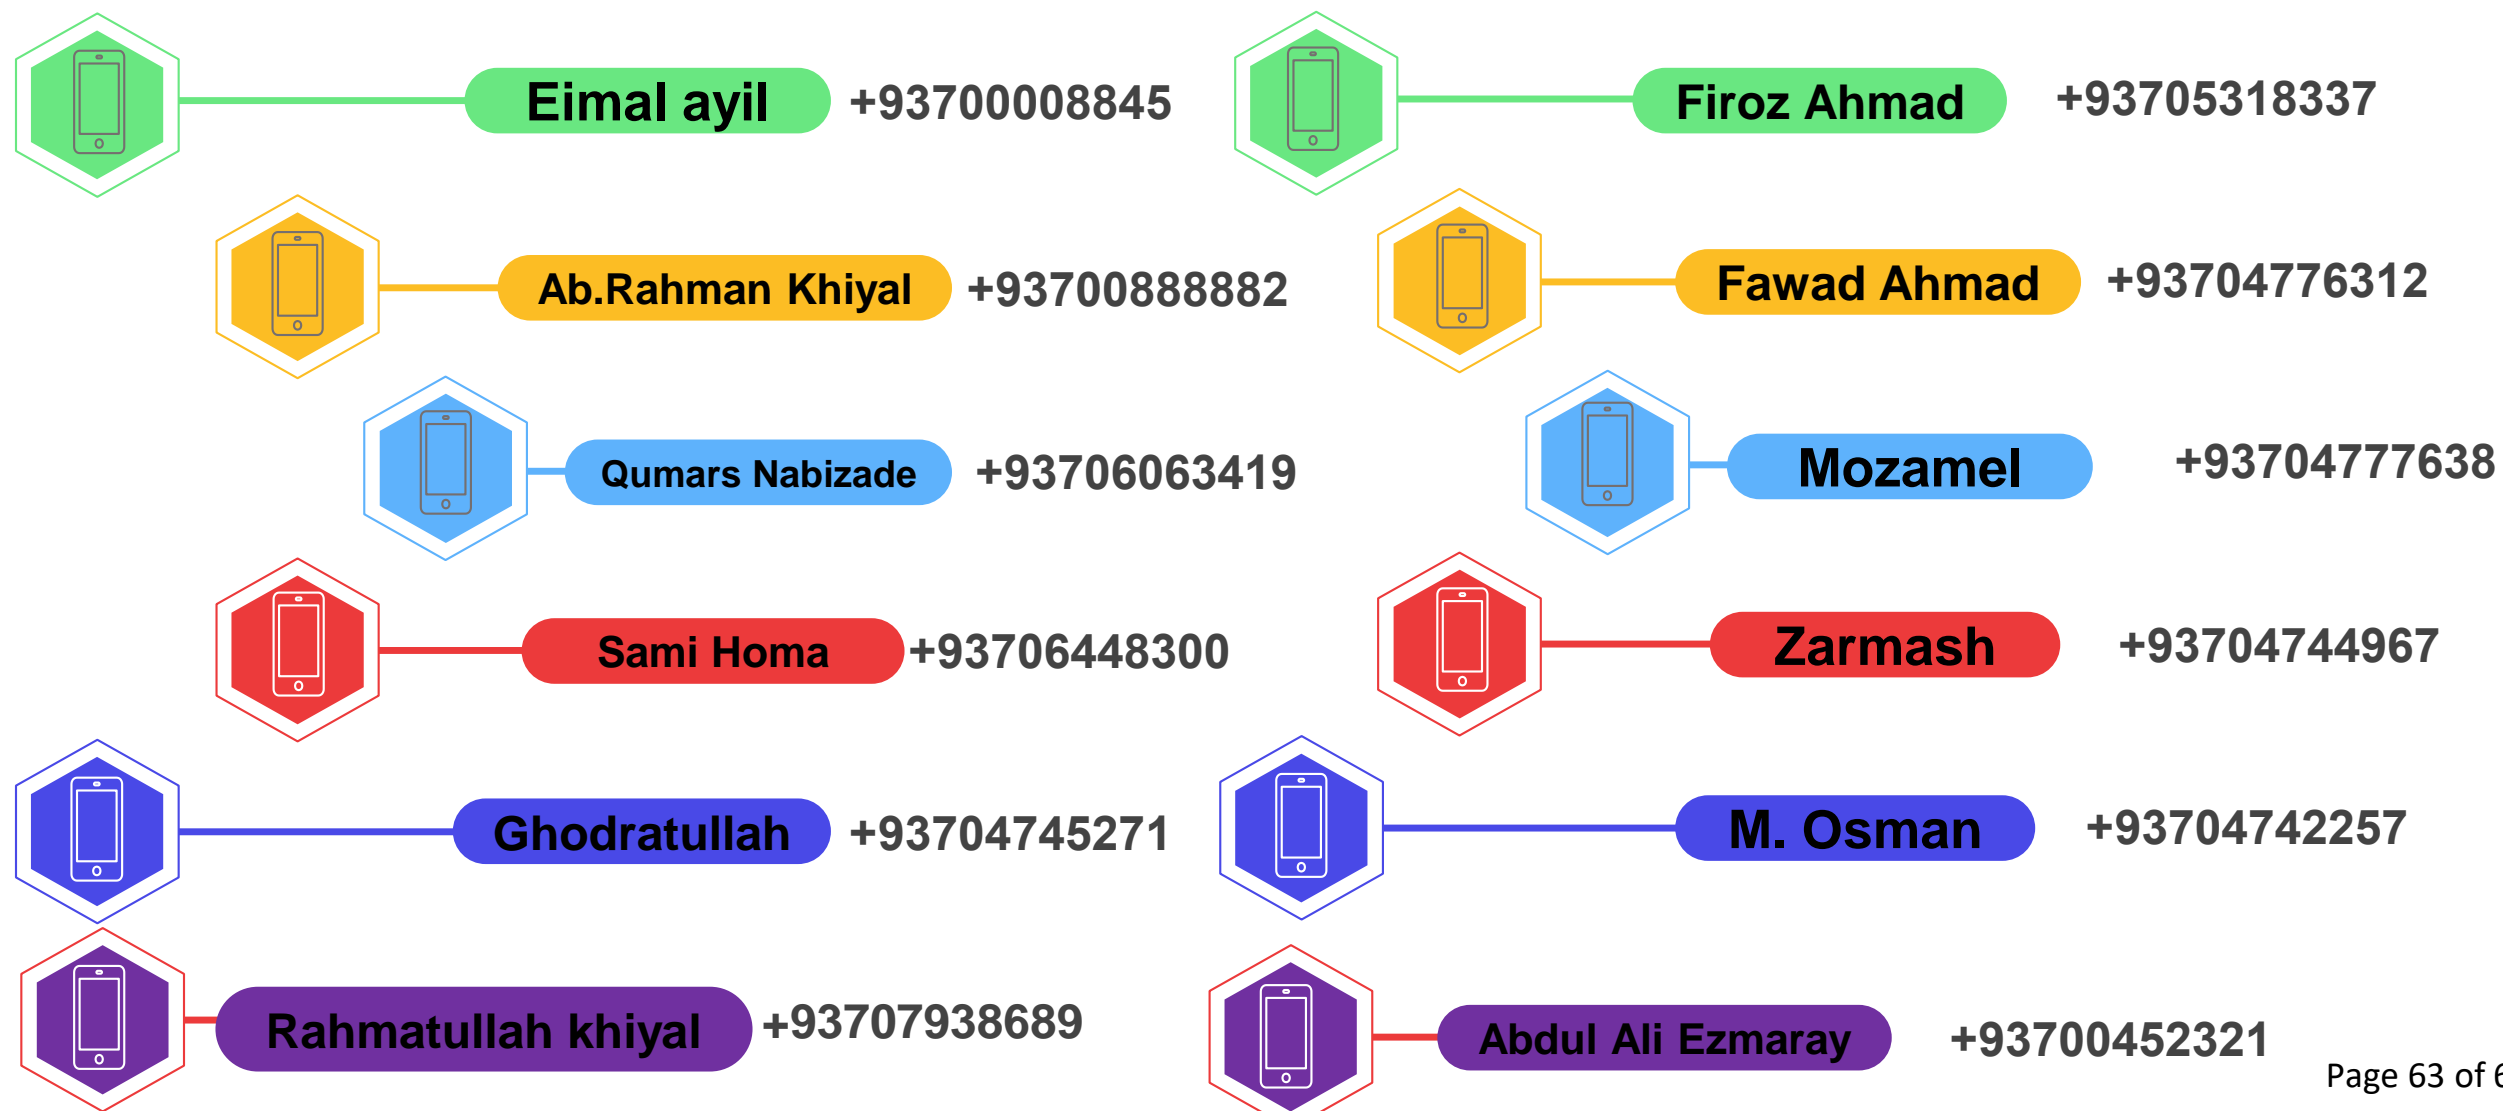 Eimal ayil +93700008845
Firoz Ahmad +93705318337
Ab.Rahman Khiyal +93700888882
Fawad Ahmad +93704776312
Qumars Nabizade +93706063419
Mozamel +93704777638
Sami Homa +93706448300
Zarmash +93704744967
Ghodratullah +93704745271
M. Osman +93704742257
Rahmatullah khiyal +93707938689
Abdul Ali Ezmaray +93700452321
Page 63 of